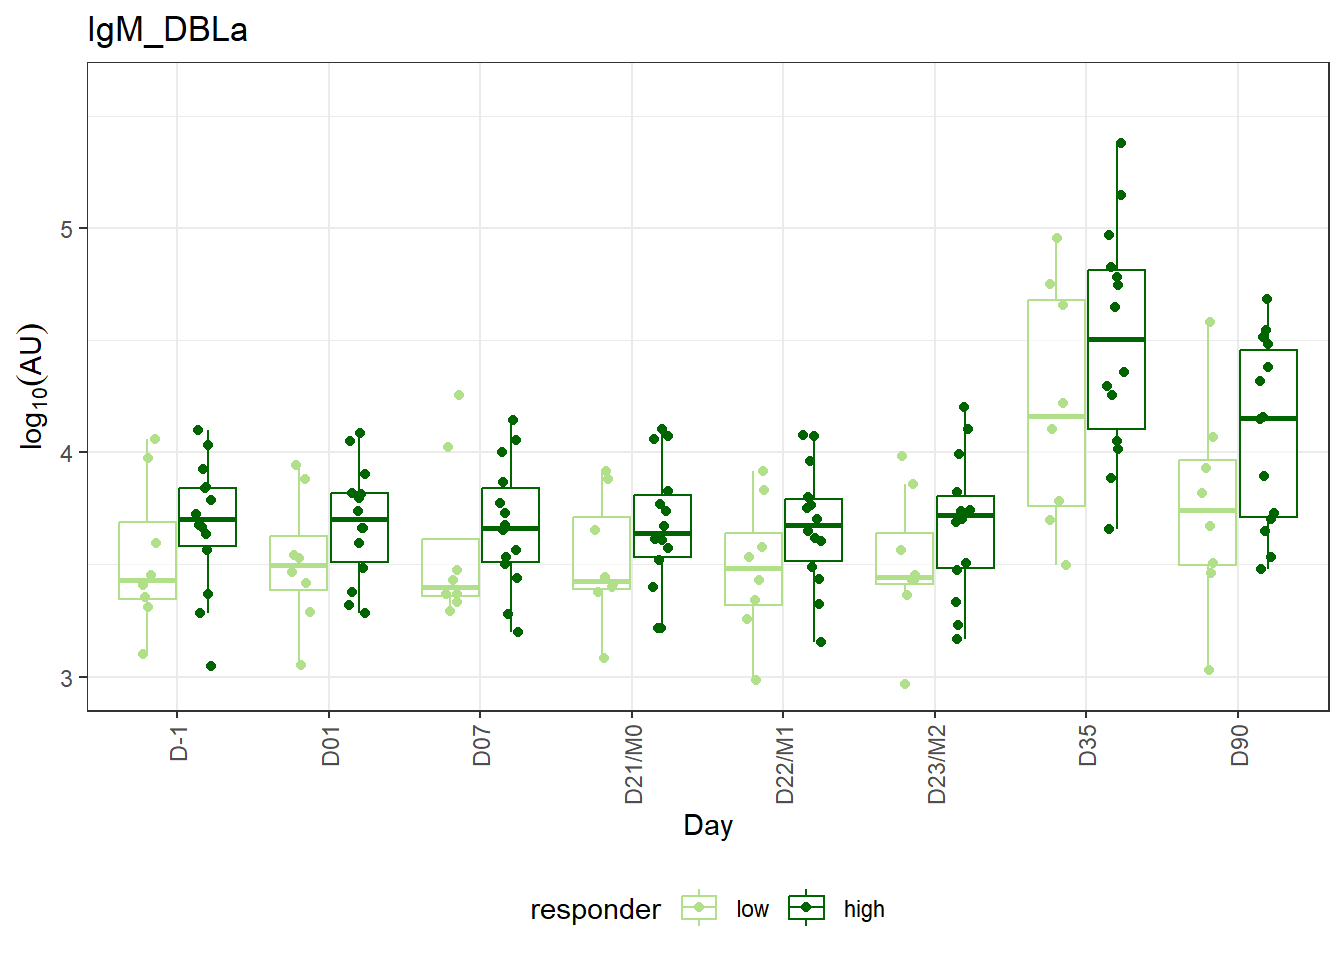 IgM_DBLa
log10(AU)
5
4
3
D-1
D01
D07
D21/M0
D22/M1
D23/M2
D35
D90
Day
responder low high